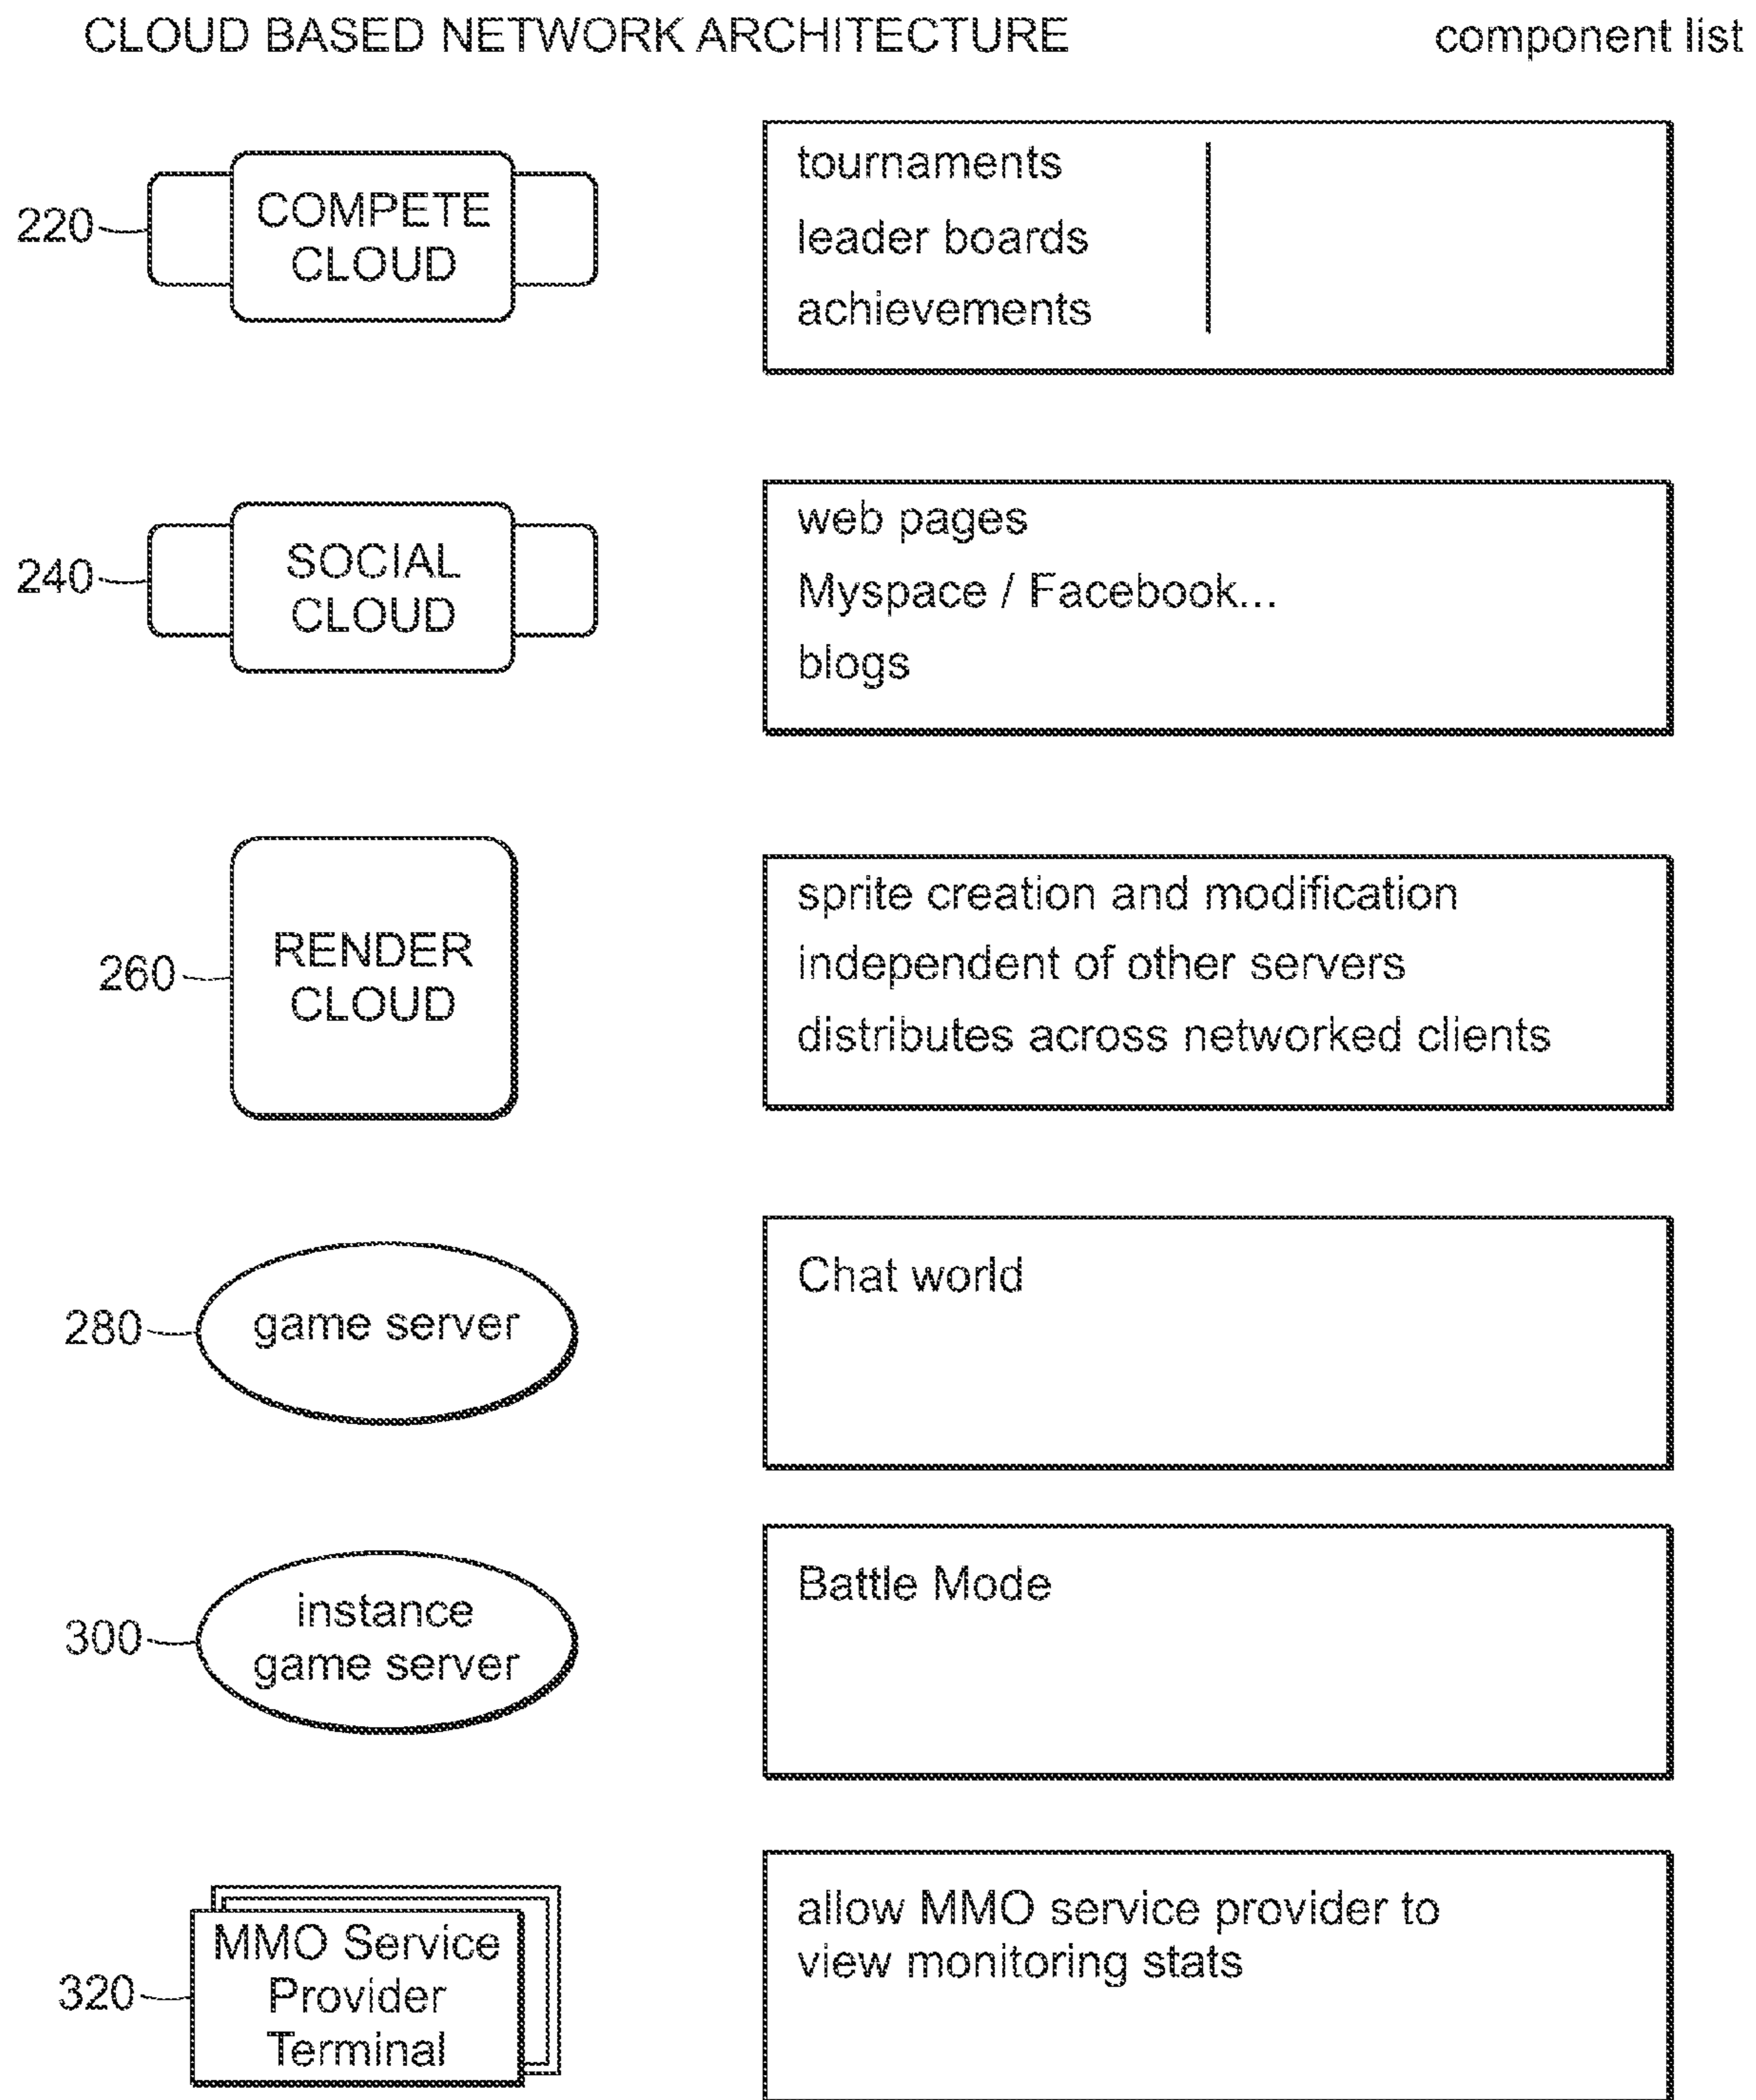 CLOUD BASED NETWORK ARCHITECTURE component list
220
COMPETE
CLOUD
tournaments
leader boards
achievements
240
SOCIAL
CLOUD
web pages
Myspace / Facebook...
blogs
260
RENDER
CLOUD
sprite creation and modification
independent of other servers
distributes across networked clients
280
game server
Chat world
300
instance
game server
Battle Mode
320
MMO Service
Provider
Terminal
allow MMO service provider to
view monitoring stats